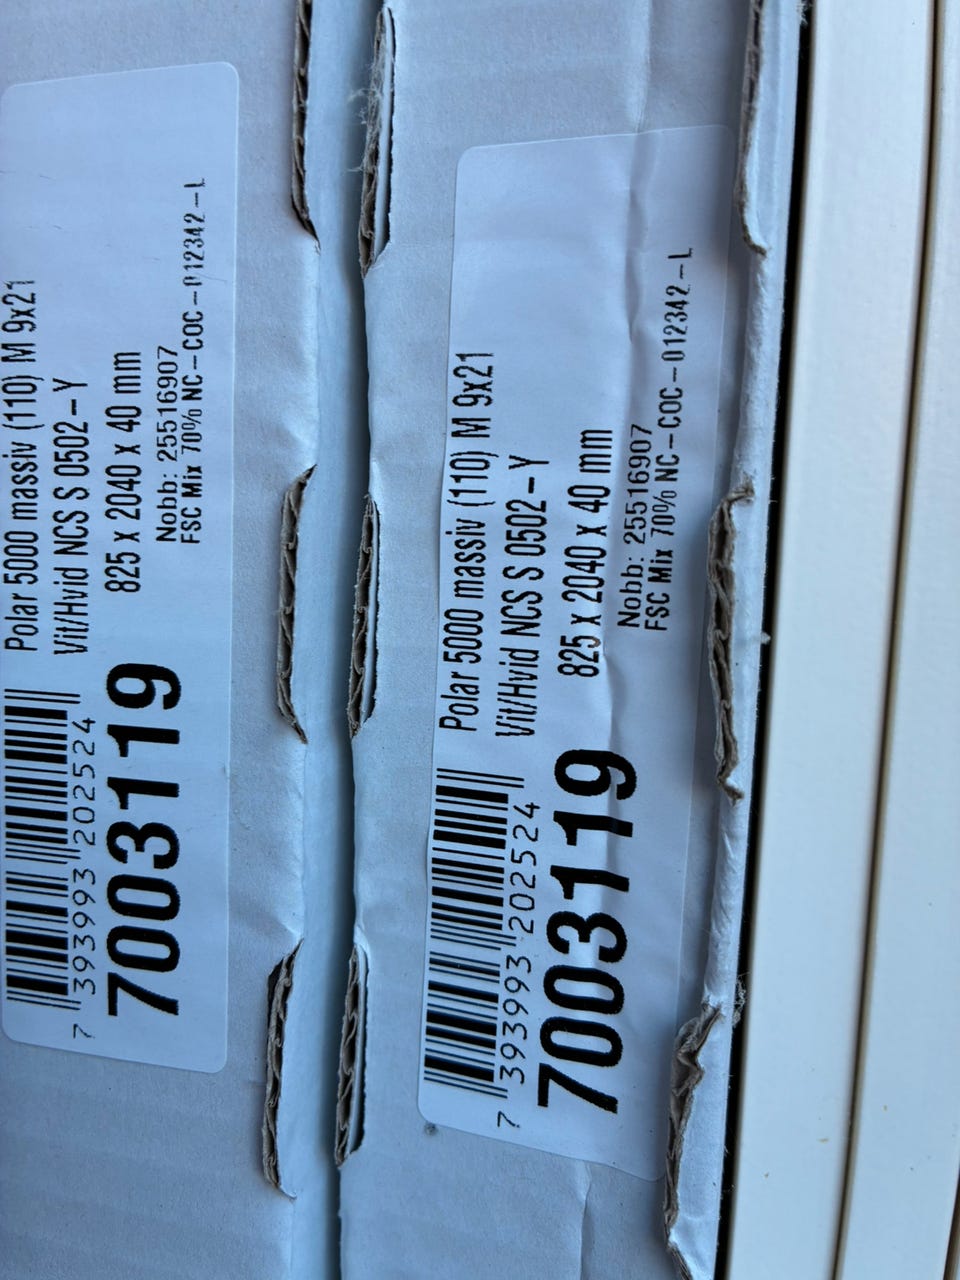 Polar 5000 massiv (110) M 9x21
Vit/Hvid NCS S 0502-Y
825 x 2040 x 40 mm
Nobb: 25516907
FSC Mix 70% NC-COC-012342-L
7 393993 202524
7003119
Polar 5000 massiv (110) M 9x21
Vit/Hvid NCS S 0502-Y
825 x 2040 x 40 mm
Nobb: 25516907
FSC Mix 70% NC-COC-012342-L
7 393993 202524
7003119